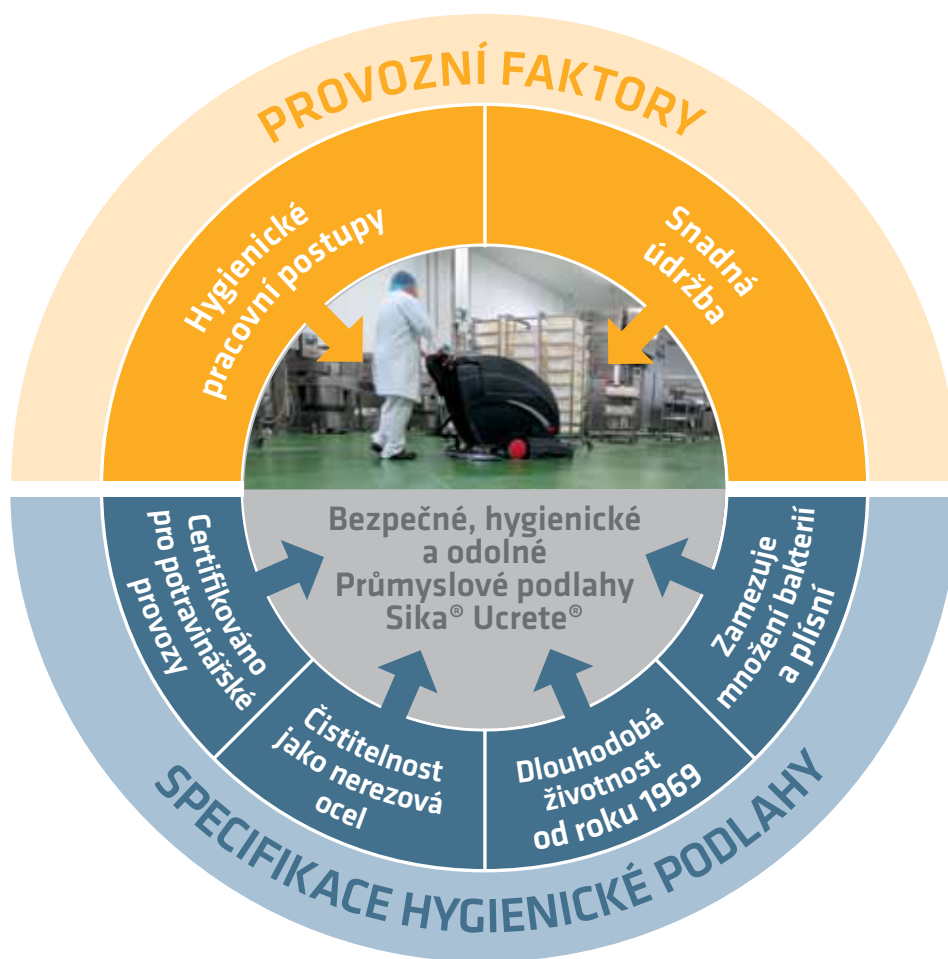 PROVOZNÍ FAKTORY
Hygienické
pracovní postupy
Snadná
údržba
Bezpečné, hygienické
a odolné
Průmyslové podlahy
Sika® Ucrete®
Certifikováno
pro potravinářské
provozy
Čistitelnost
jako nerezová
ocel
Dlouhodobá
životnost
od roku 1969
Zamezuje
množení bakterií
a plísní
SPECIFIKACE HYGIENICKÉ PODLAHY